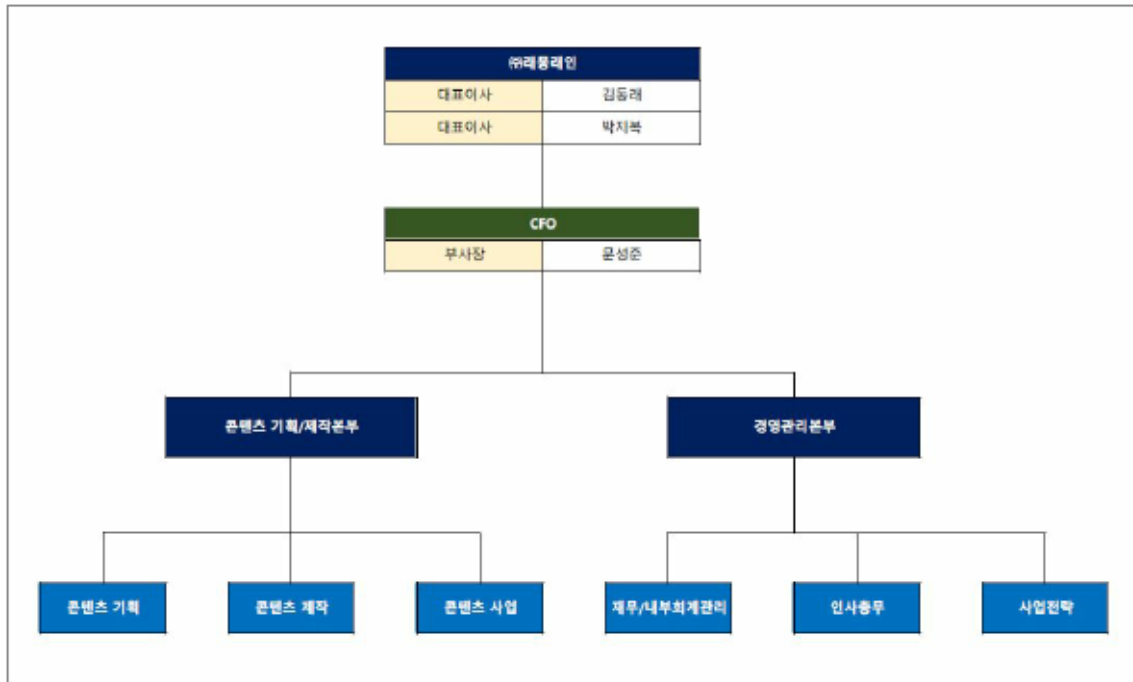 ㈜래몽래인
대표이사 김동래
대표이사 박지복
CFO
부사장 문성준
콘텐츠 기획/제작본부 경영관리본부
콘텐츠 기획 콘텐츠 제작 콘텐츠 사업 재무/내부회계관리 인사총무 사업전략